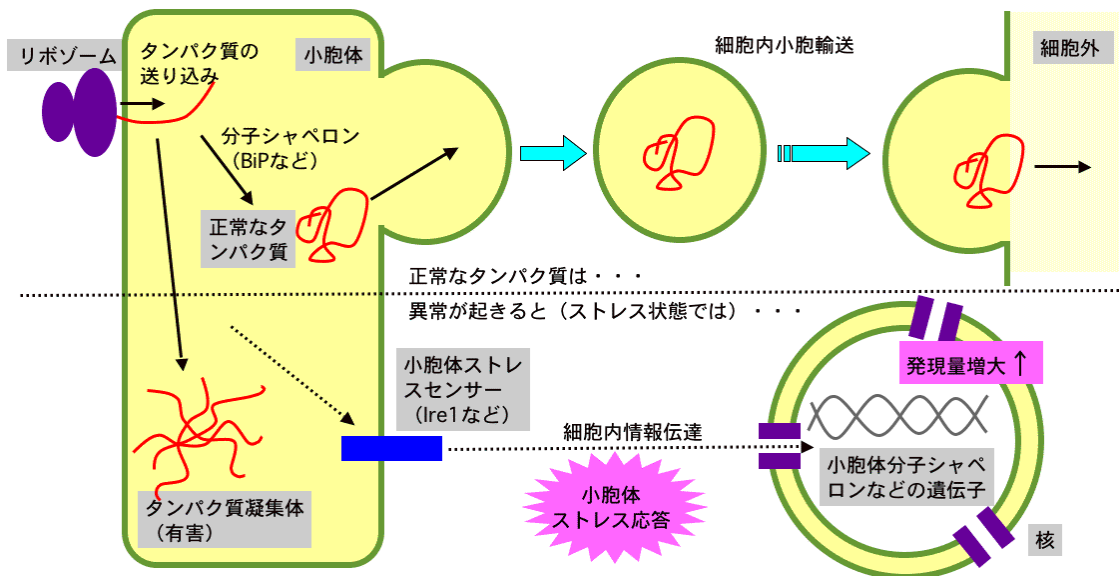 リボゾーム
タンパク質の
送り込み
小胞体
細胞内小胞輸送
細胞外
分子シャペロン
（BiPなど）
正常なタ
ンパク質
正常なタンパク質は・・・
異常が起きると（ストレス状態では）・・・
小胞体ストレ
スセンサー
（Ire1など）
発現量増大 ↑
細胞内情報伝達
小胞体
ストレス応答
小胞体分子シャペ
ロンなどの遺伝子
タンパク質凝集体
（有害）
核